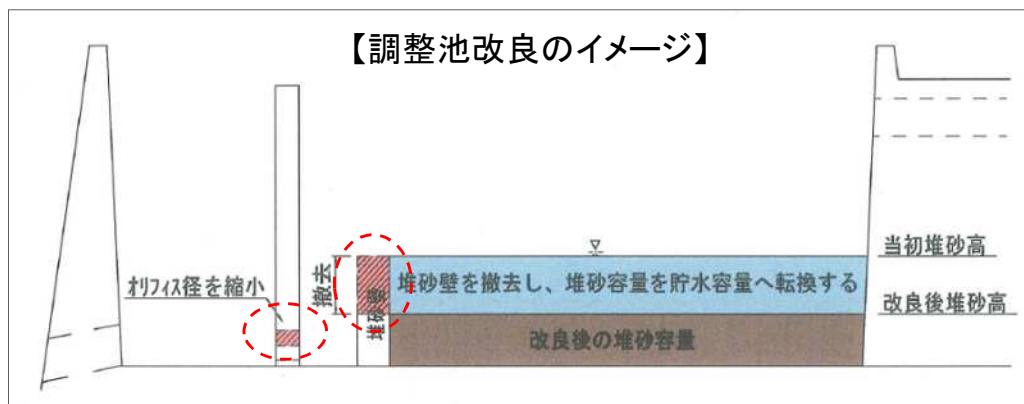 【調整池改良のイメージ】
当初堆砂高
オリフィス径を縮小
撤去
堆砂壁
堆砂壁を撤去し、堆砂容量を貯水容量へ転換する
改良後堆砂高
改良後の堆砂容量